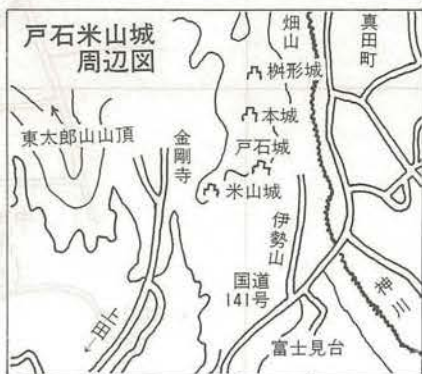 戸石米山城
周辺図
畑山
真田町
枡形城
本城
戸石城
米山城
東太郎山山頂
金剛寺
伊勢山
国道
141号
神川
←上田
富士見台